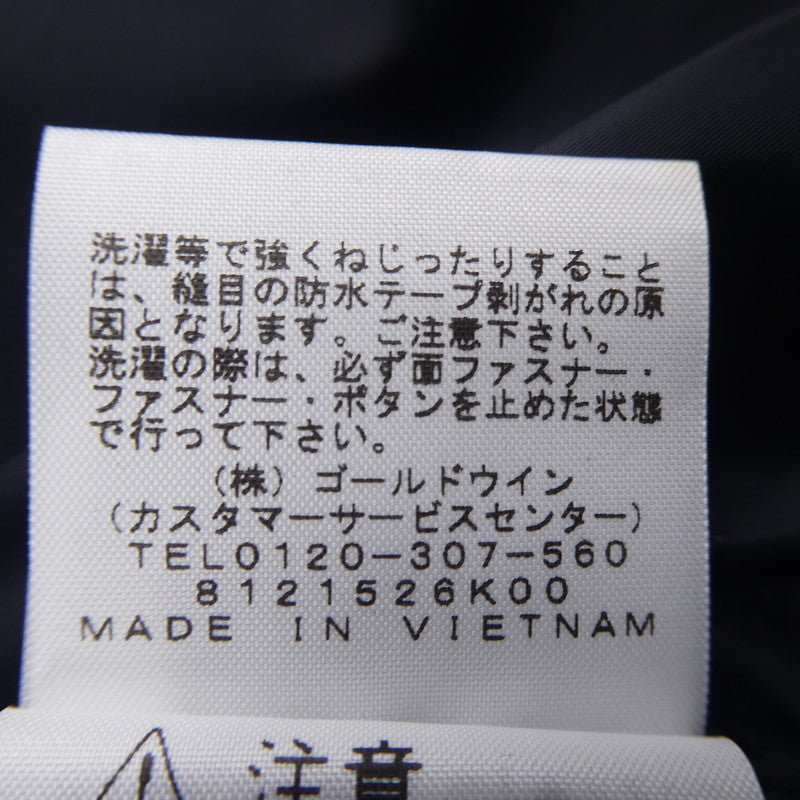 洗濯等で強くねじったりすること
は、縫目の防水テープ剥がれの原
因となります。ご注意下さい。
洗濯の際は、必ず面ファスナー・
ファスナー・ボタンを止めた状態
で行って下さい。
(株) ゴールドウイン
(カスタマーサービスセンター)
TEL0120-307-560
8121526K00
MADE IN VIETNAM
注意